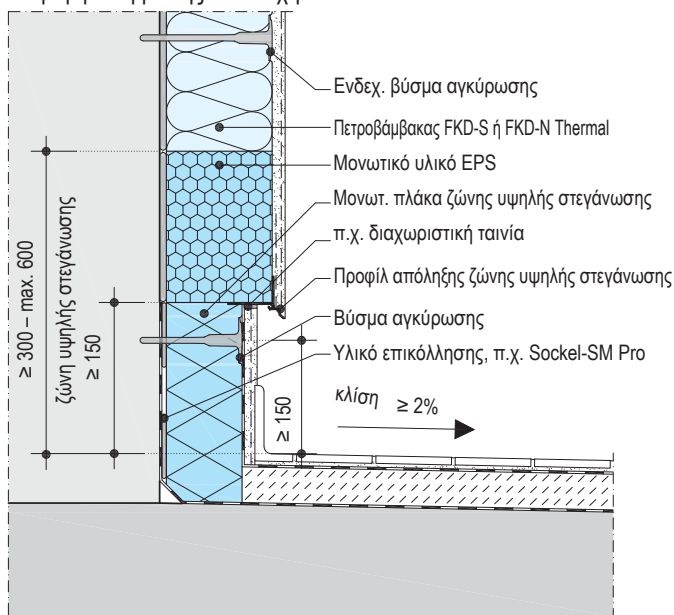 Ενδεχ. βύσμα αγκύρωσης
Πετροβάμβακας FKD-S ή FKD-N Thermal
Μονωτικό υλικό EPS
Μονωτ. πλάκα ζώνης υψηλής στεγάνωσης
π.χ. διαχωριστική ταινία
Προφίλ απόληξης ζώνης υψηλής στεγάνωσης
Βύσμα αγκύρωσης
Υλικό επικόλλησης, π.χ. Sockel-SM Pro
≥ 300 – max. 600
ζώνη υψηλής στεγάνωσης
≥ 150
≥ 150
κλίση ≥ 2%